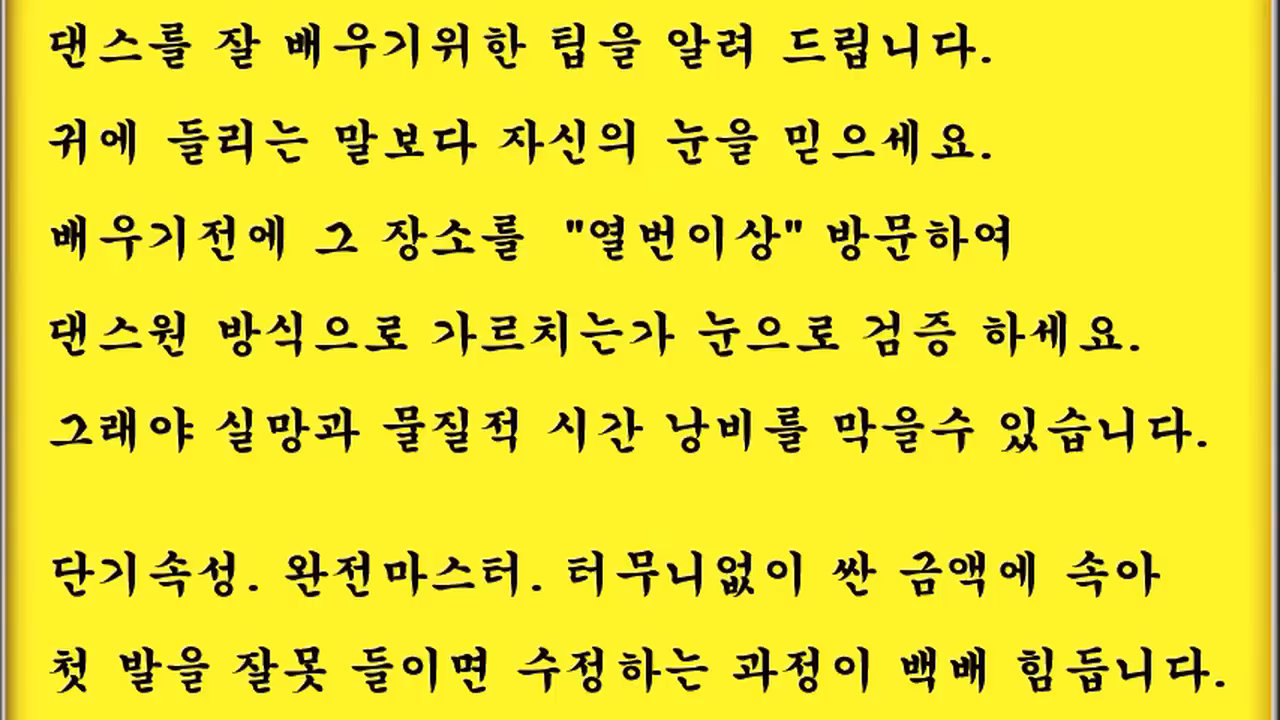 댄스를 잘 배우기위한 팁을 알려 드립니다.
귀에 들리는 말보다 자신의 눈을 믿으세요.
배우기전에 그 장소를 "열번이상" 방문하여
댄스원 방식으로 가르치는가 눈으로 검증 하세요.
그래야 실망과 물질적 시간 낭비를 막을수 있습니다.
단기속성. 완전마스터. 터무니없이 싼 금액에 속아
첫 발을 잘못 들이면 수정하는 과정이 백배 힘듭니다.